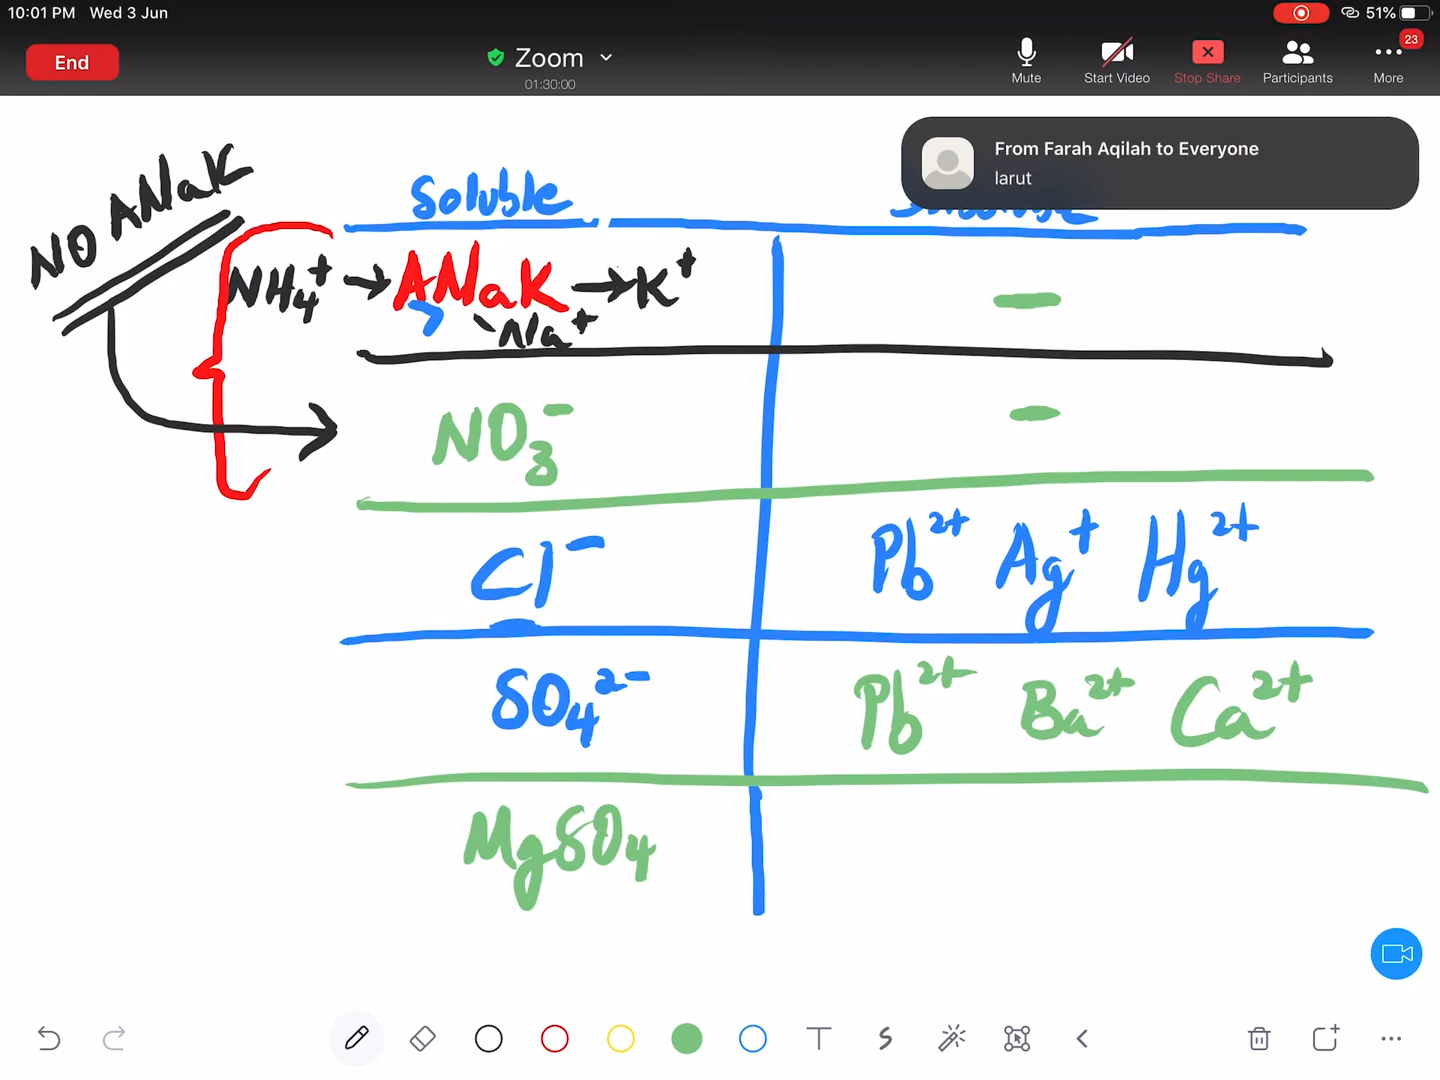 10:01 PM Wed 3 Jun
51%
End
Zoom
01:30:00
Mute
Start Video
Stop Share
Participants
23
More
From Farah Aqilah to Everyone
larut
NO ANaK
Soluble
NH₄⁺ → ANaK → K⁺
Na⁺
-
NO₃⁻
-
Cl⁻
Pb²⁺ Ag⁺ Hg²⁺
SO₄²⁻
Pb²⁺ Ba²⁺ Ca²⁺
MgSO₄
T